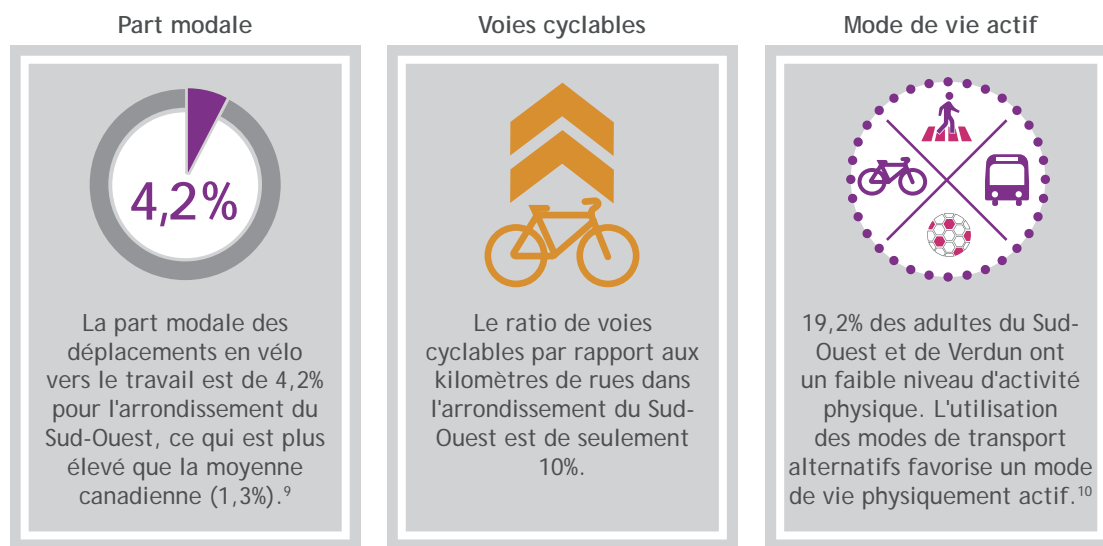 Part modale
4,2%
La part modale des
déplacements en vélo
vers le travail est de 4,2%
pour l'arrondissement du
Sud-Ouest, ce qui est plus
élevé que la moyenne
canadienne (1,3%).⁹
Voies cyclables
Le ratio de voies
cyclables par rapport aux
kilomètres de rues dans
l'arrondissement du Sud-
Ouest est de seulement
10%.
Mode de vie actif
19,2% des adultes du Sud-
Ouest et de Verdun ont
un faible niveau d'activité
physique. L'utilisation
des modes de transport
alternatifs favorise un mode
de vie physiquement actif.¹⁰